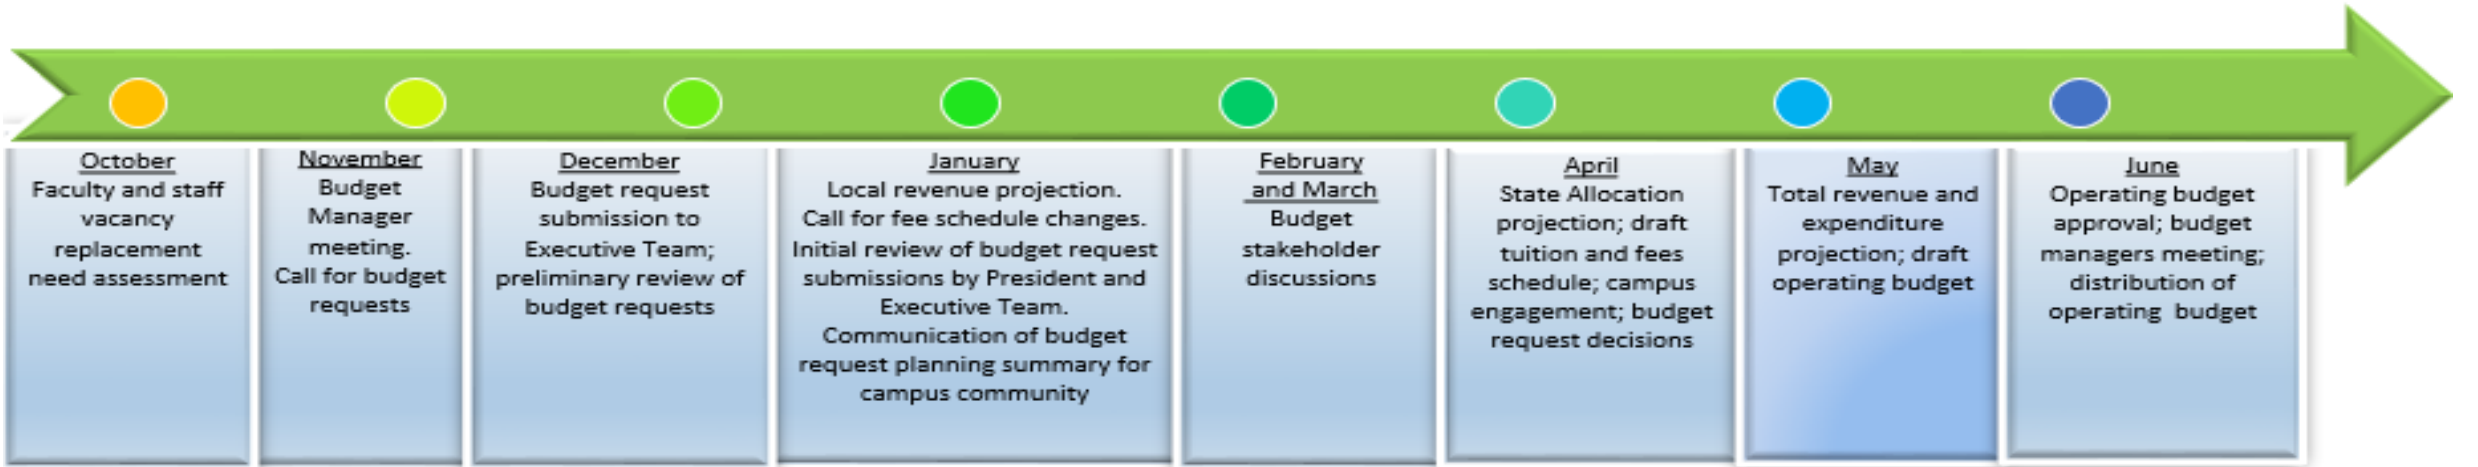 October
Faculty and staff
vacancy
replacement
need assessment
November
Budget
Manager
meeting.
Call for budget
requests
December
Budget request
submission to
Executive Team;
preliminary review of
budget requests
January
Local revenue projection.
Call for fee schedule changes.
Initial review of budget request
submissions by President and
Executive Team.
Communication of budget
request planning summary for
campus community
February
and March
Budget
stakeholder
discussions
April
State Allocation
projection; draft
tuition and fees
schedule; campus
engagement; budget
request decisions
May
Total revenue and
expenditure
projection; draft
operating budget
June
Operating budget
approval; budget
managers meeting;
distribution of
operating budget